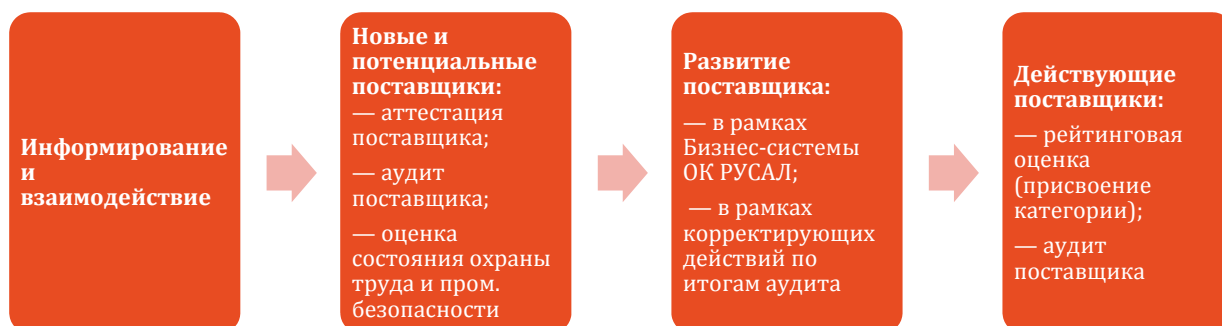 Информирование
и
взаимодействие
Новые и
потенциальные
поставщики:
— аттестация
поставщика;
— аудит
поставщика;
— оценка
состояния охраны
труда и пром.
безопасности
Развитие
поставщика:
— в рамках
Бизнес-системы
ОК РУСАЛ;
— в рамках
корректирующих
действий по
итогам аудита
Действующие
поставщики:
— рейтинговая
оценка
(присвоение
категории);
— аудит
поставщика